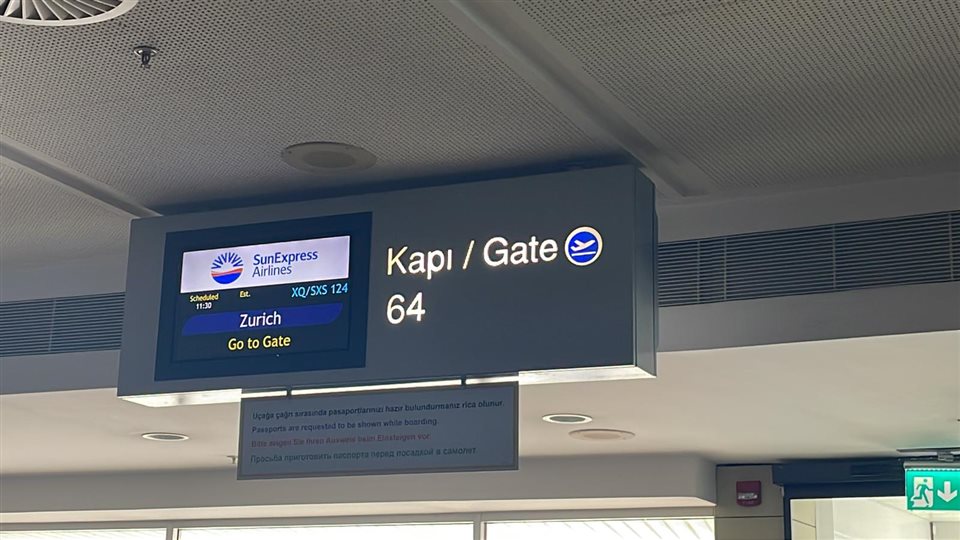 SunExpress
Airlines
Scheduled Est. XQ/SXS 124
11:30
Zurich
Go to Gate
Kapı / Gate
64
Uçağa çağrı sırasında pasaportlarınızı hazır bulundurmanız rica olunur.
Passports are requested to be shown while boarding.
Bitte zeigen Sie Ihren Ausweis beim Einsteigen vor.
Просьба приготовить паспорта перед посадкой в самолет.